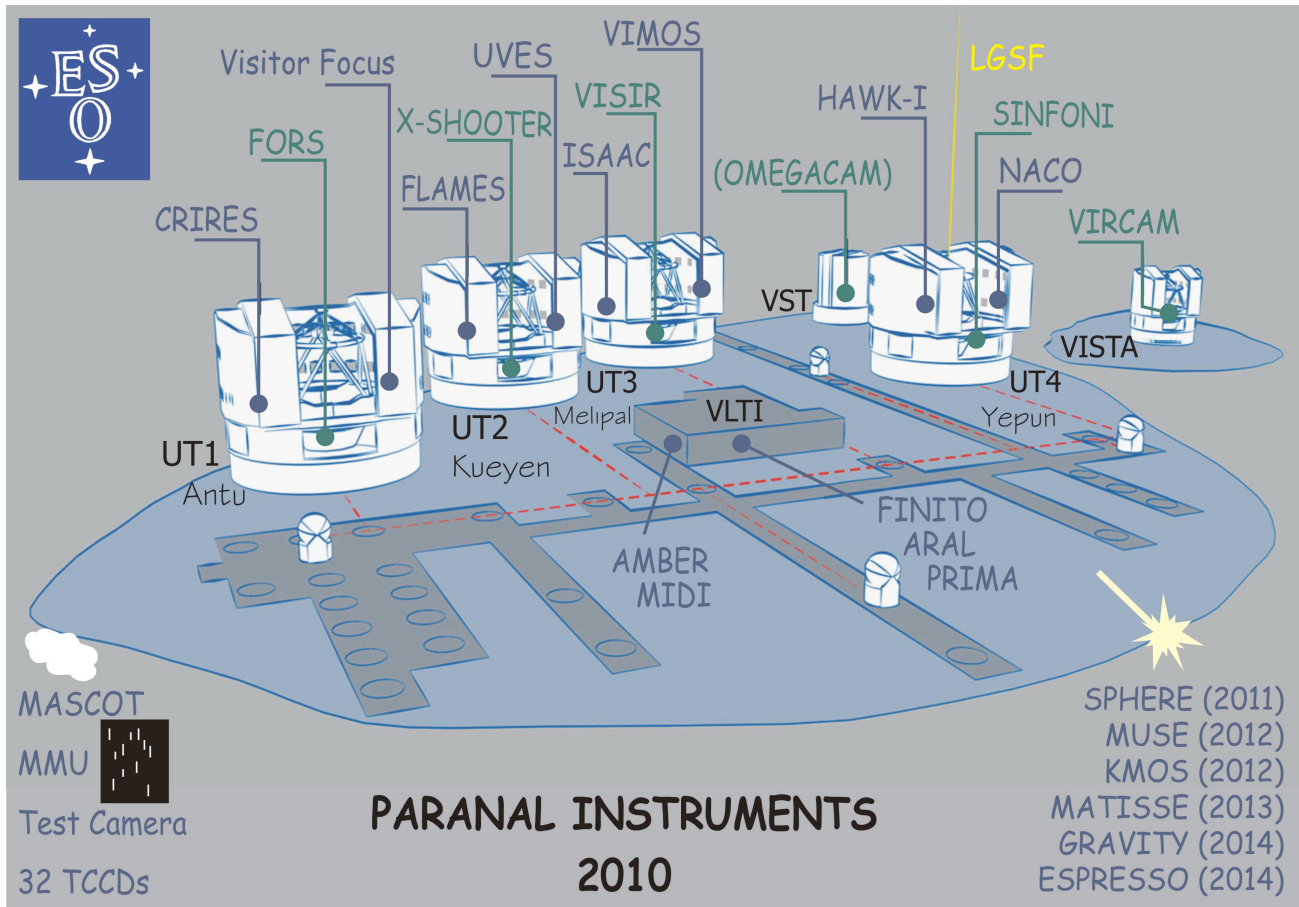 ES
O
Visitor Focus
FORS
CRIRES
UVES
X-SHOOTER
FLAMES
VIMOS
VISIR
ISAAC
LGSF
HAWK-I
SINFONI
(OMEGACAM)
NACO
VIRCAM
VST
VISTA
UT1
Antu
UT2
Kueyen
UT3
Melipal
VLTI
UT4
Yepun
AMBER
MIDI
FINITO
ARAL
PRIMA
MASCOT
MMU
Test Camera
32 TCCDs
PARANAL INSTRUMENTS
2010
SPHERE (2011)
MUSE (2012)
KMOS (2012)
MATISSE (2013)
GRAVITY (2014)
ESPRESSO (2014)